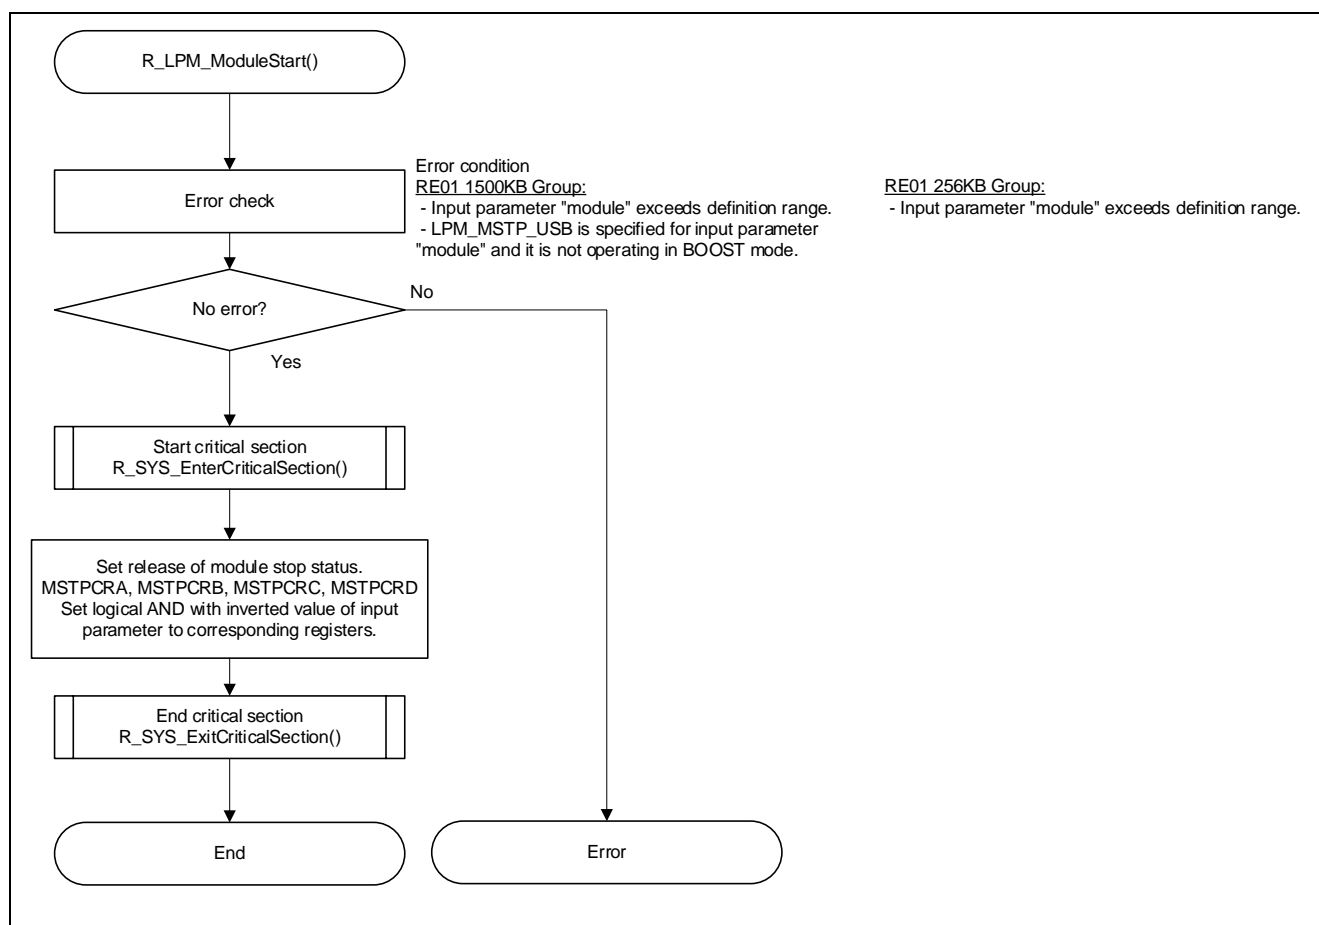 R_LPM_ModuleStart()
Error check
Error condition
RE01 1500KB Group:
- Input parameter "module" exceeds definition range.
- LPM_MSTP_USB is specified for input parameter
"module" and it is not operating in BOOST mode.
RE01 256KB Group:
- Input parameter "module" exceeds definition range.
No error?
No
Yes
Start critical section
R_SYS_EnterCriticalSection()
Set release of module stop status.
MSTPCRA, MSTPCRB, MSTPCRC, MSTPCRD
Set logical AND with inverted value of input
parameter to corresponding registers.
End critical section
R_SYS_ExitCriticalSection()
End
Error